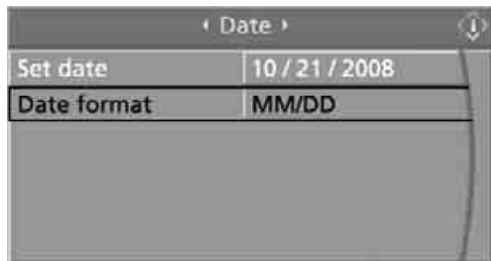 Date
Set date 10 / 21 / 2008
Date format MM/DD